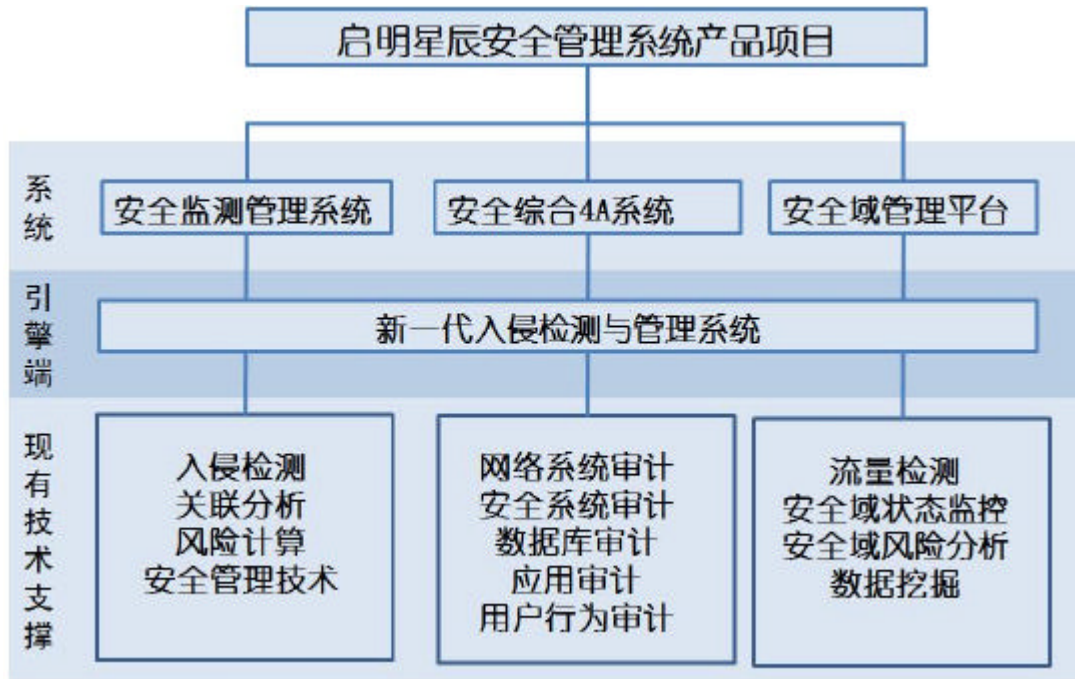 启明星辰安全管理系统产品项目
系统
安全监测管理系统
安全综合4A系统
安全域管理平台
引擎端
新一代入侵检测与管理系统
现有技术支撑
入侵检测
关联分析
风险计算
安全管理技术
网络系统审计
安全系统审计
数据库审计
应用审计
用户行为审计
流量检测
安全域状态监控
安全域风险分析
数据挖掘